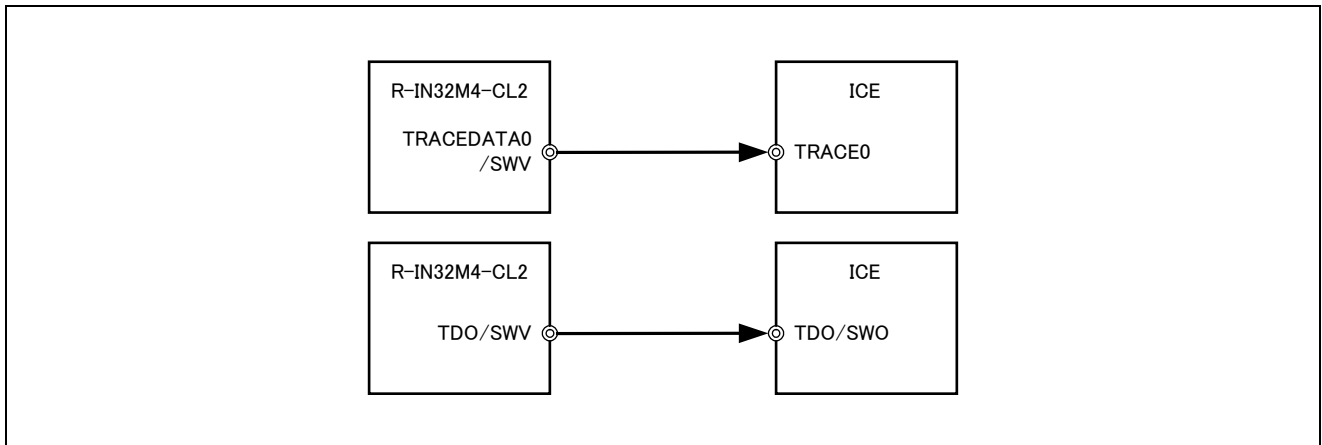 R-IN32M4-CL2
ICE
TRACEDATA0
/SWV
TRACE0
R-IN32M4-CL2
ICE
TDO/SWV
TDO/SWO